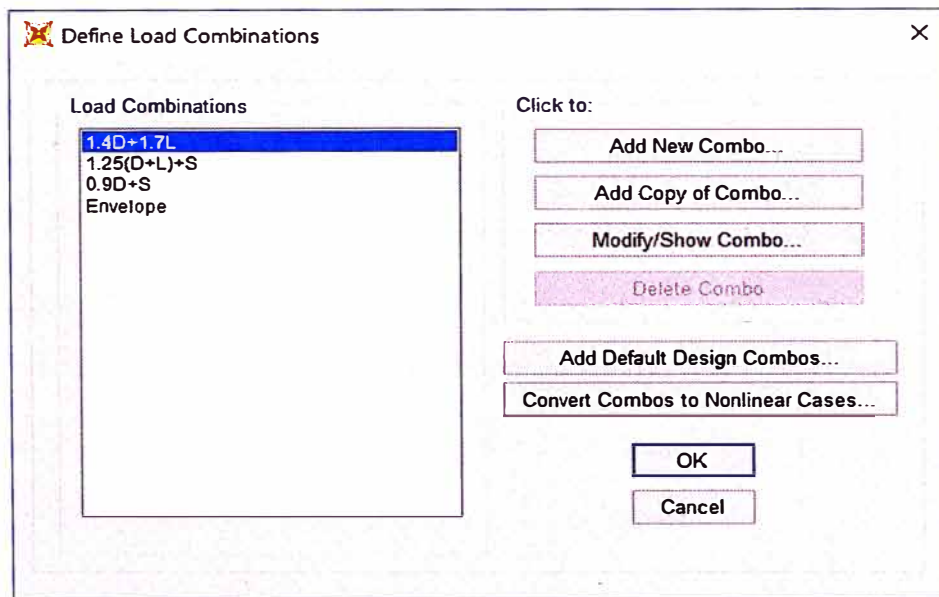 Define Load Combinations
Load Combinations
1.4D+1.7L
1.25(D+L)+S
0.9D+S
Envelope
Click to:
Add New Combo...
Add Copy of Combo...
Modify/Show Combo...
Delete Combo
Add Default Design Combos...
Convert Combos to Nonlinear Cases...
OK
Cancel